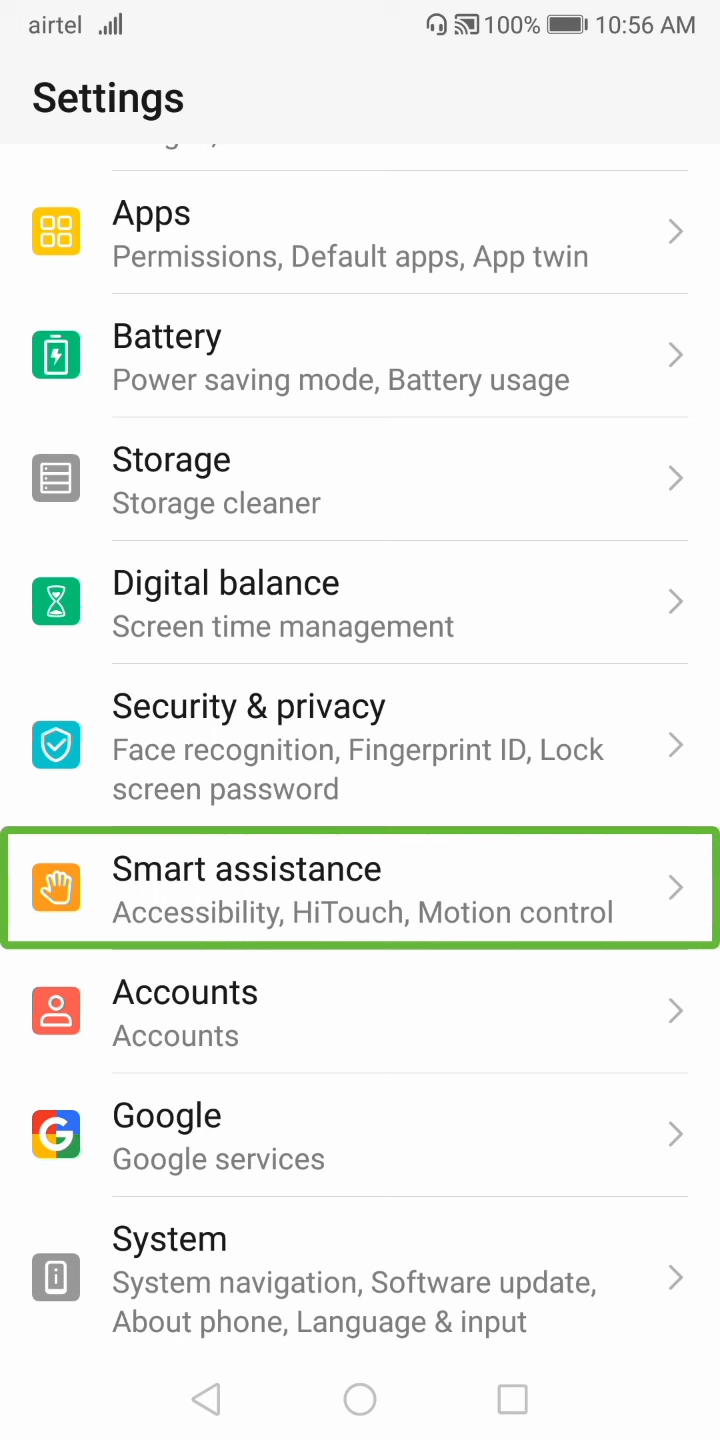 airtel 100% 10:56 AM
Settings
Apps
Permissions, Default apps, App twin
Battery
Power saving mode, Battery usage
Storage
Storage cleaner
Digital balance
Screen time management
Security & privacy
Face recognition, Fingerprint ID, Lock
screen password
Smart assistance
Accessibility, HiTouch, Motion control
Accounts
Accounts
Google
Google services
System
System navigation, Software update,
About phone, Language & input